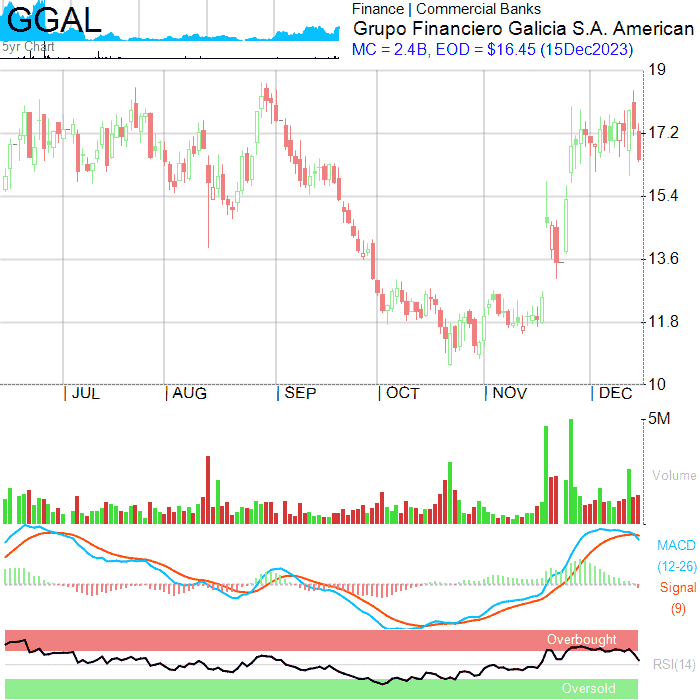 GGAL
5yr Chart
Finance | Commercial Banks
Grupo Financiero Galicia S.A. American
MC = 2.4B, EOD = $16.45 (15Dec2023)
19
17.2
15.4
13.6
11.8
10
| JUL | AUG | SEP | OCT | NOV | DEC
5M
Volume
MACD
(12-26)
Signal
(9)
Overbought
RSI(14)
Oversold